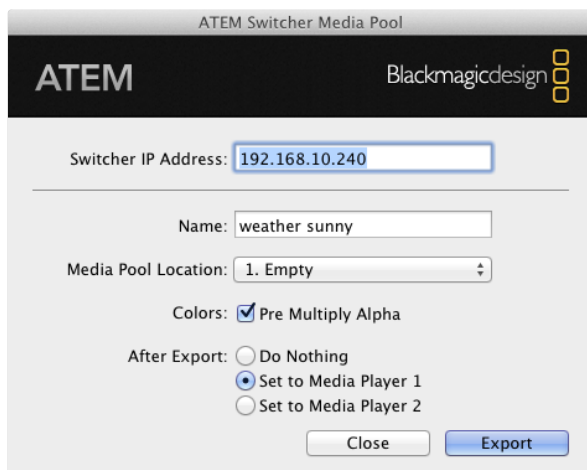 ATEM Switcher Media Pool
ATEM
Blackmagicdesign
Switcher IP Address: 192.168.10.240
Name: weather sunny
Media Pool Location: 1. Empty
Colors: Pre Multiply Alpha
After Export: Do Nothing
Set to Media Player 1
Set to Media Player 2
Close Export